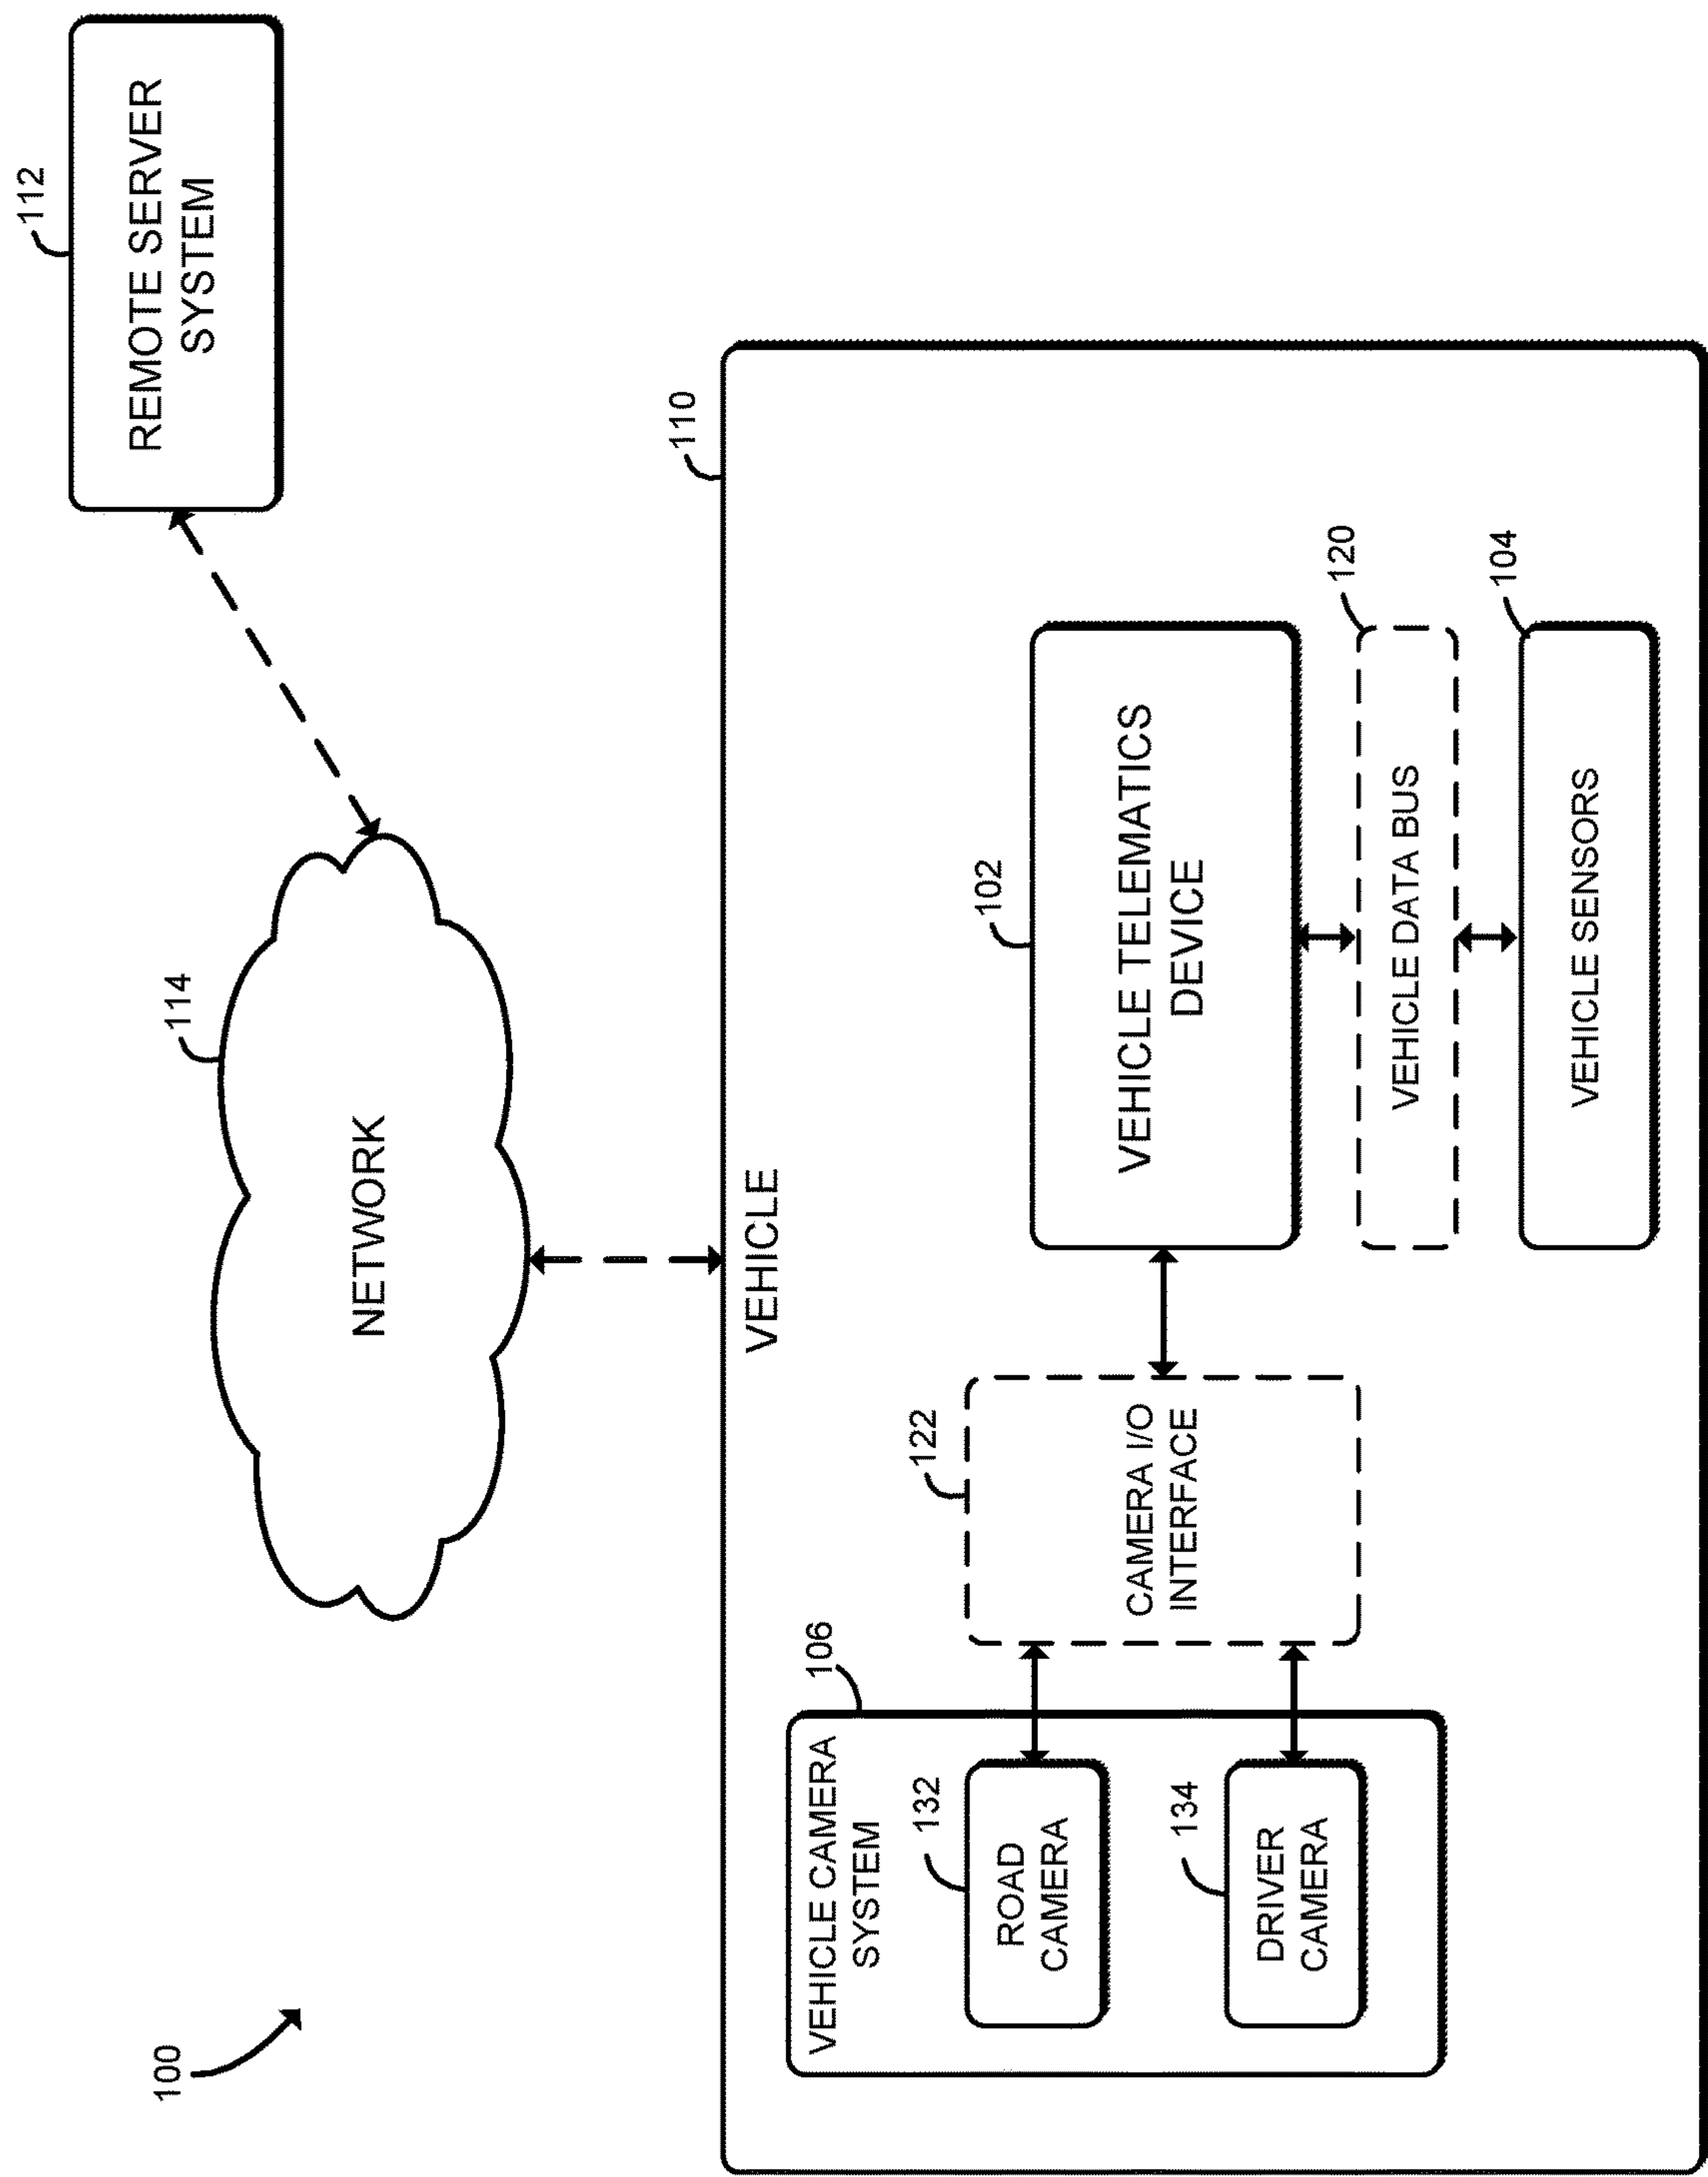 100
112
REMOTE SERVER
SYSTEM
114
NETWORK
110
VEHICLE
106
VEHICLE CAMERA
SYSTEM
132
ROAD
CAMERA
134
DRIVER
CAMERA
122
CAMERA I/O
INTERFACE
102
VEHICLE TELEMATICS
DEVICE
120
VEHICLE DATA BUS
104
VEHICLE SENSORS